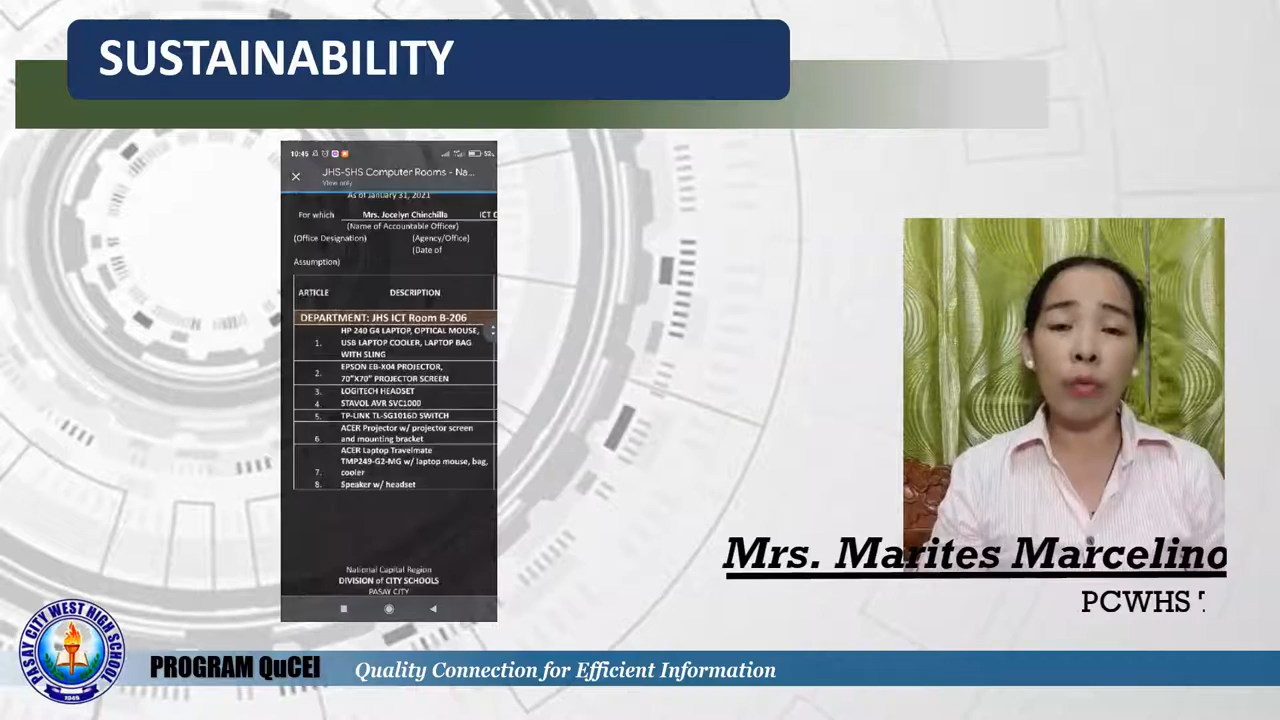 SUSTAINABILITY
10:45
52
JHS-SHS Computer Rooms - Na...
View only
As of January 31, 2021
For which Mrs. Jocelyn Chinchilla ICT C
(Name of Accountable Officer)
(Office Designation) (Agency/Office)
(Date of
Assumption)
ARTICLE DESCRIPTION
DEPARTMENT: JHS ICT Room B-206
1. HP 240 G4 LAPTOP, OPTICAL MOUSE,
USB LAPTOP COOLER, LAPTOP BAG
WITH SLING
2. EPSON EB-X04 PROJECTOR,
70"X70" PROJECTOR SCREEN
3. LOGITECH HEADSET
4 STAVOL AVR SVC1000
5. TP-LINK TL-SG1016D SWITCH
6. ACER Projector w/ projector screen
and mounting bracket
7. ACER Laptop Travelmate
TMP249-G2-MG w/ laptop mouse, bag,
cooler
8. Speaker w/ headset
National Capital Region
DIVISION of CITY SCHOOLS
PASAY CITY
Mrs. Marites Marcelino
PCWHS
PASAY CITY WEST HIGH SCHOOL
PROGRAM QuCEI
Quality Connection for Efficient Information